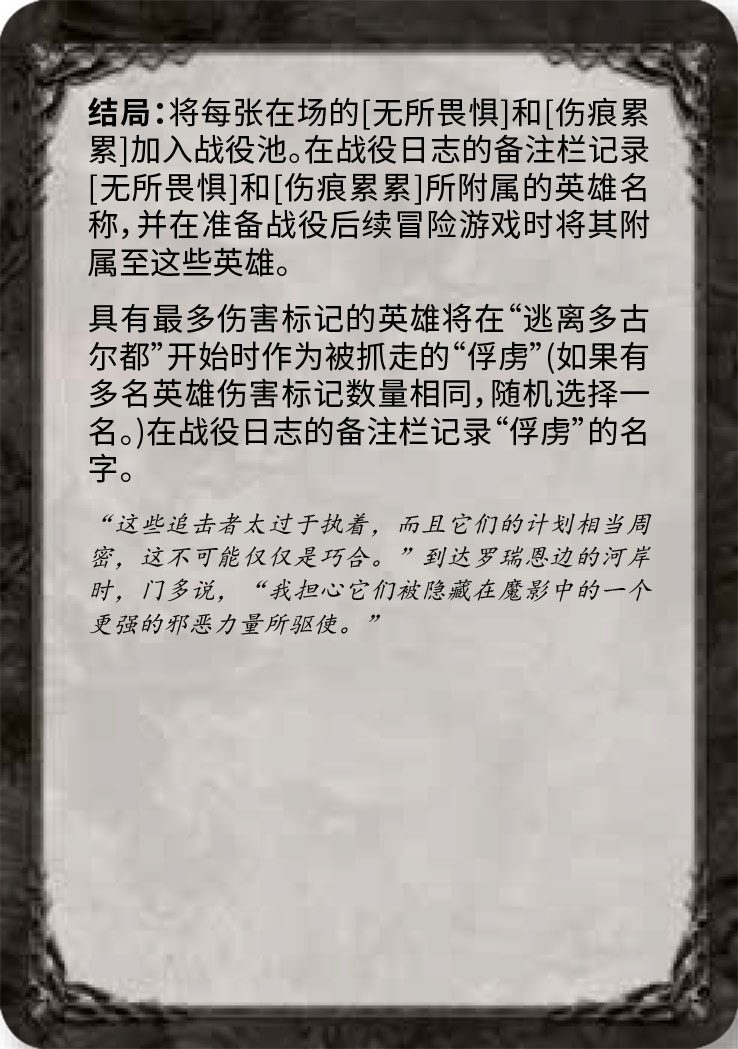 结局：将每张在场的[无所畏惧]和[伤痕累
累]加入战役池。在战役日志的备注栏记录
[无所畏惧]和[伤痕累累]所附属的英雄名
称，并在准备战役后续冒险游戏时将其附
属至这些英雄。
具有最多伤害标记的英雄将在“逃离多古
尔都”开始时作为被抓走的“俘虏”(如果有
多名英雄伤害标记数量相同，随机选择一
名。)在战役日志的备注栏记录“俘虏”的名
字。
“这些追击者太过于执着，而且它们的计划相当周
密，这不可能仅仅是巧合。”到达罗瑞恩边的河岸
时，门多说，“我担心它们被隐藏在魔影中的一个
更强的邪恶力量所驱使。”